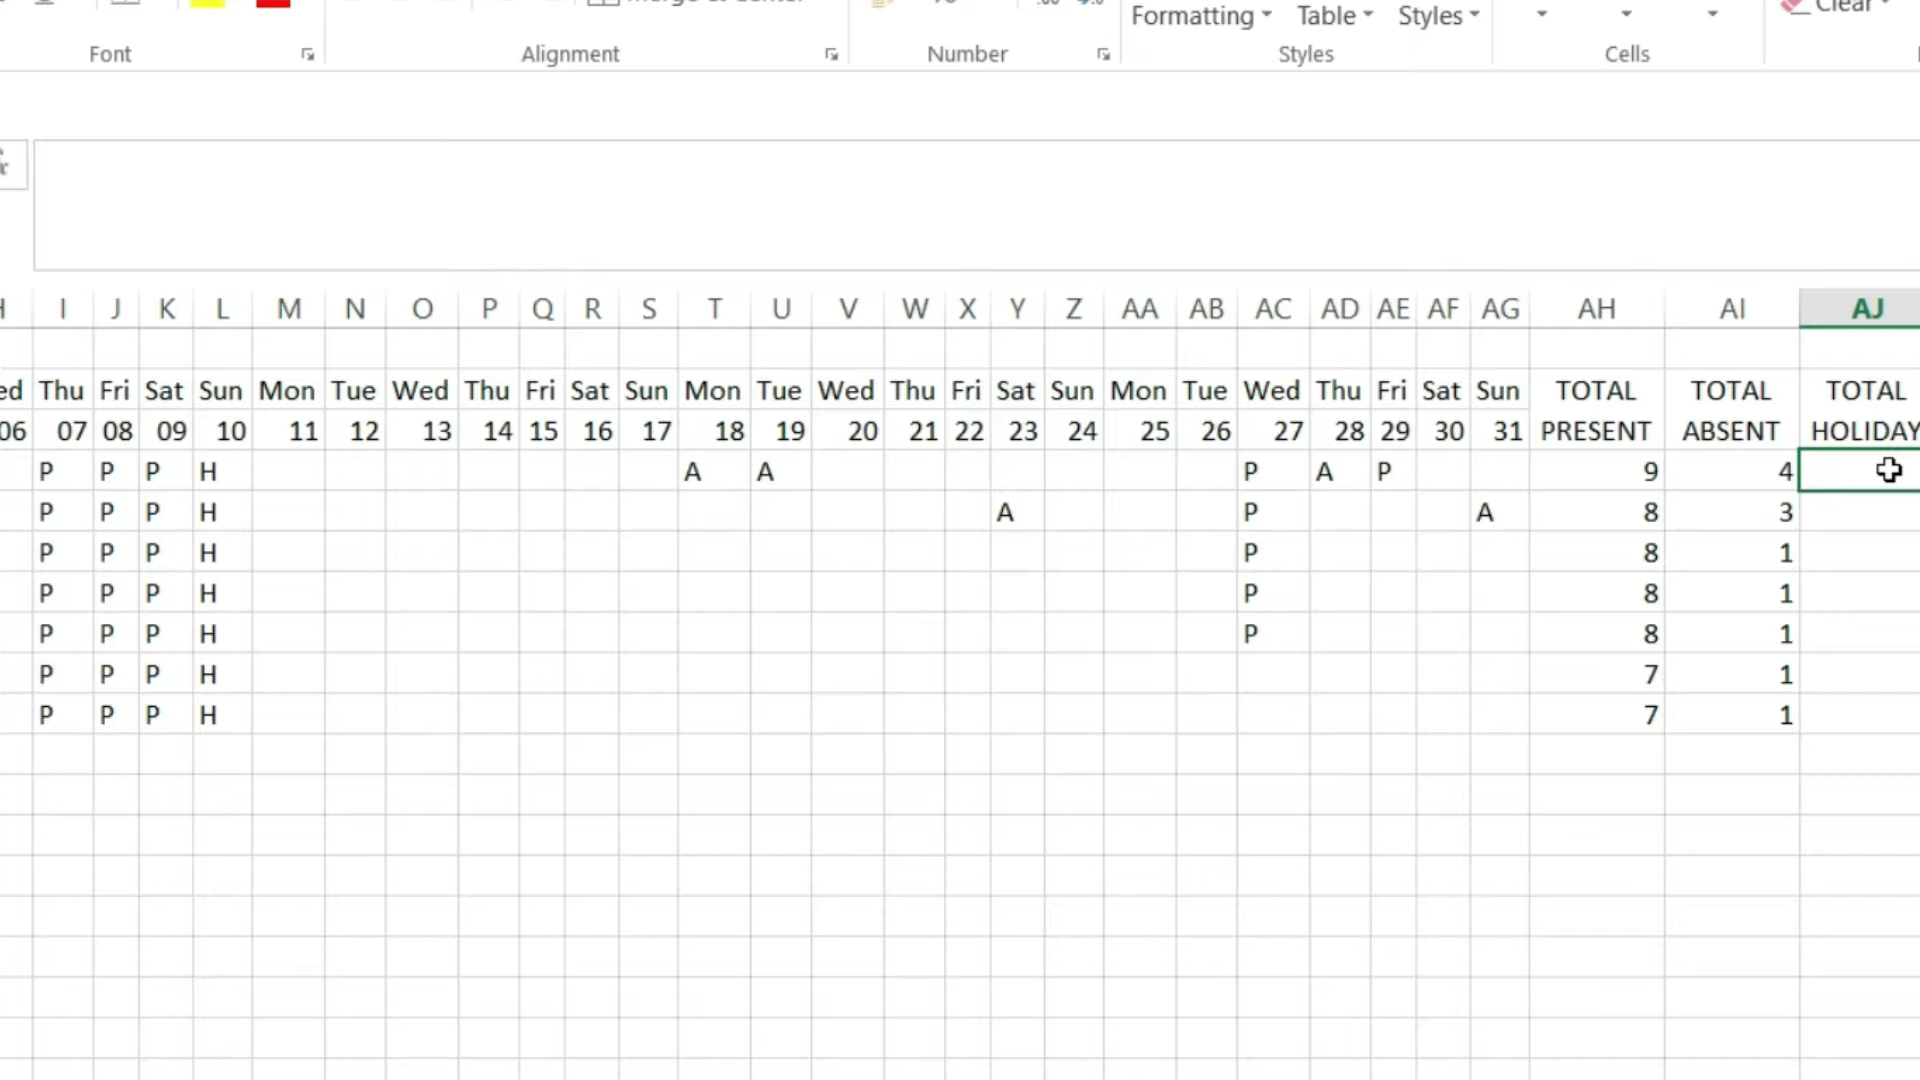 Formatting Table Styles Clear
Font Alignment Number Styles Cells
I J K L M N O P Q R S T U V W X Y Z AA AB AC AD AE AF AG AH AI AJ
Thu Fri Sat Sun Mon Tue Wed Thu Fri Sat Sun Mon Tue Wed Thu Fri Sat Sun Mon Tue Wed Thu Fri Sat Sun TOTAL TOTAL TOTAL
06 07 08 09 10 11 12 13 14 15 16 17 18 19 20 21 22 23 24 25 26 27 28 29 30 31 PRESENT ABSENT HOLIDAY
P P P H A A P A P 9 4
P P P H A P A 8 3
P P P H P 8 1
P P P H P 8 1
P P P H P 8 1
P P P H 7 1
P P P H 7 1